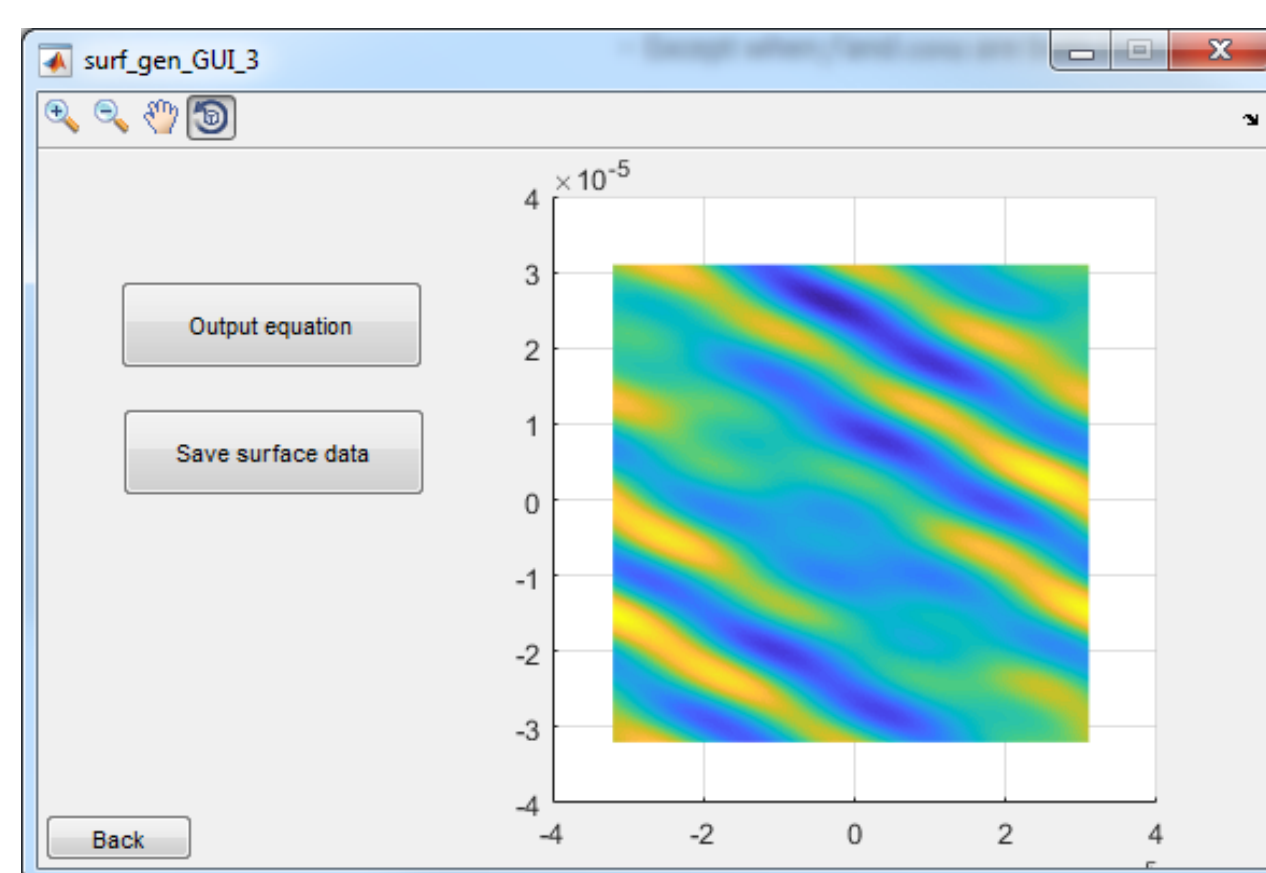 surf_gen_GUI_3
×10-5
4
3
2
1
0
-1
-2
-3
-4
-4 -2 0 2 4
Output equation
Save surface data
Back